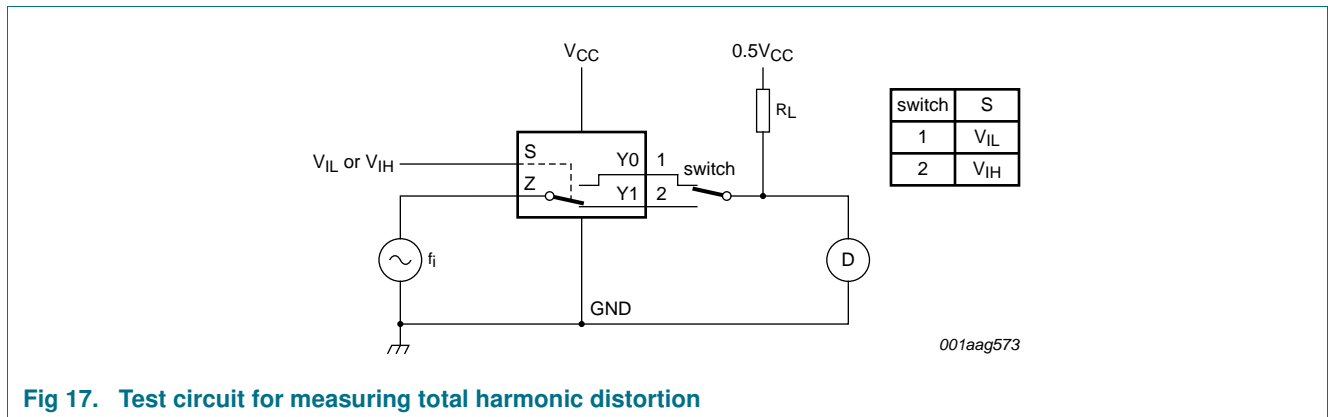 VCC
0.5VCC
RL
switch S
1 VIL
2 VIH
VIL or VIH
S
Z
Y0 1
Y1 2
switch
fi
D
GND
001aag573
Fig 17. Test circuit for measuring total harmonic distortion